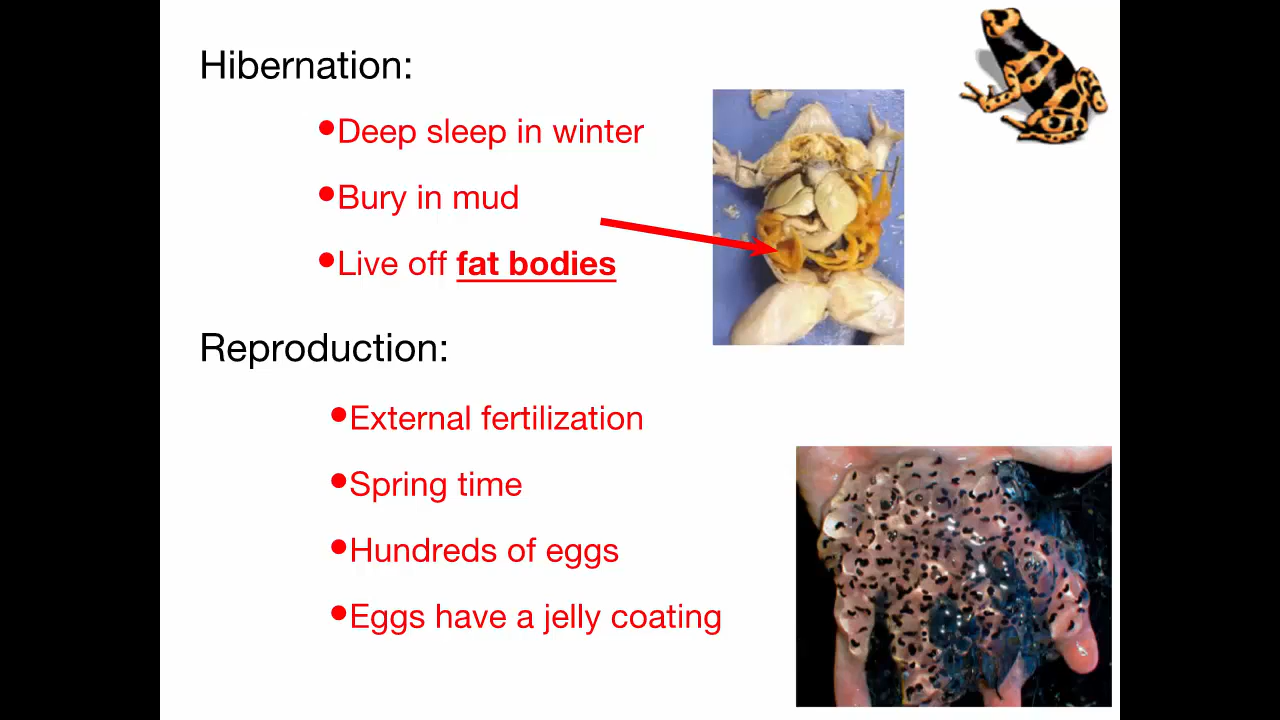 Hibernation:
•Deep sleep in winter
•Bury in mud
•Live off fat bodies
Reproduction:
•External fertilization
•Spring time
•Hundreds of eggs
•Eggs have a jelly coating